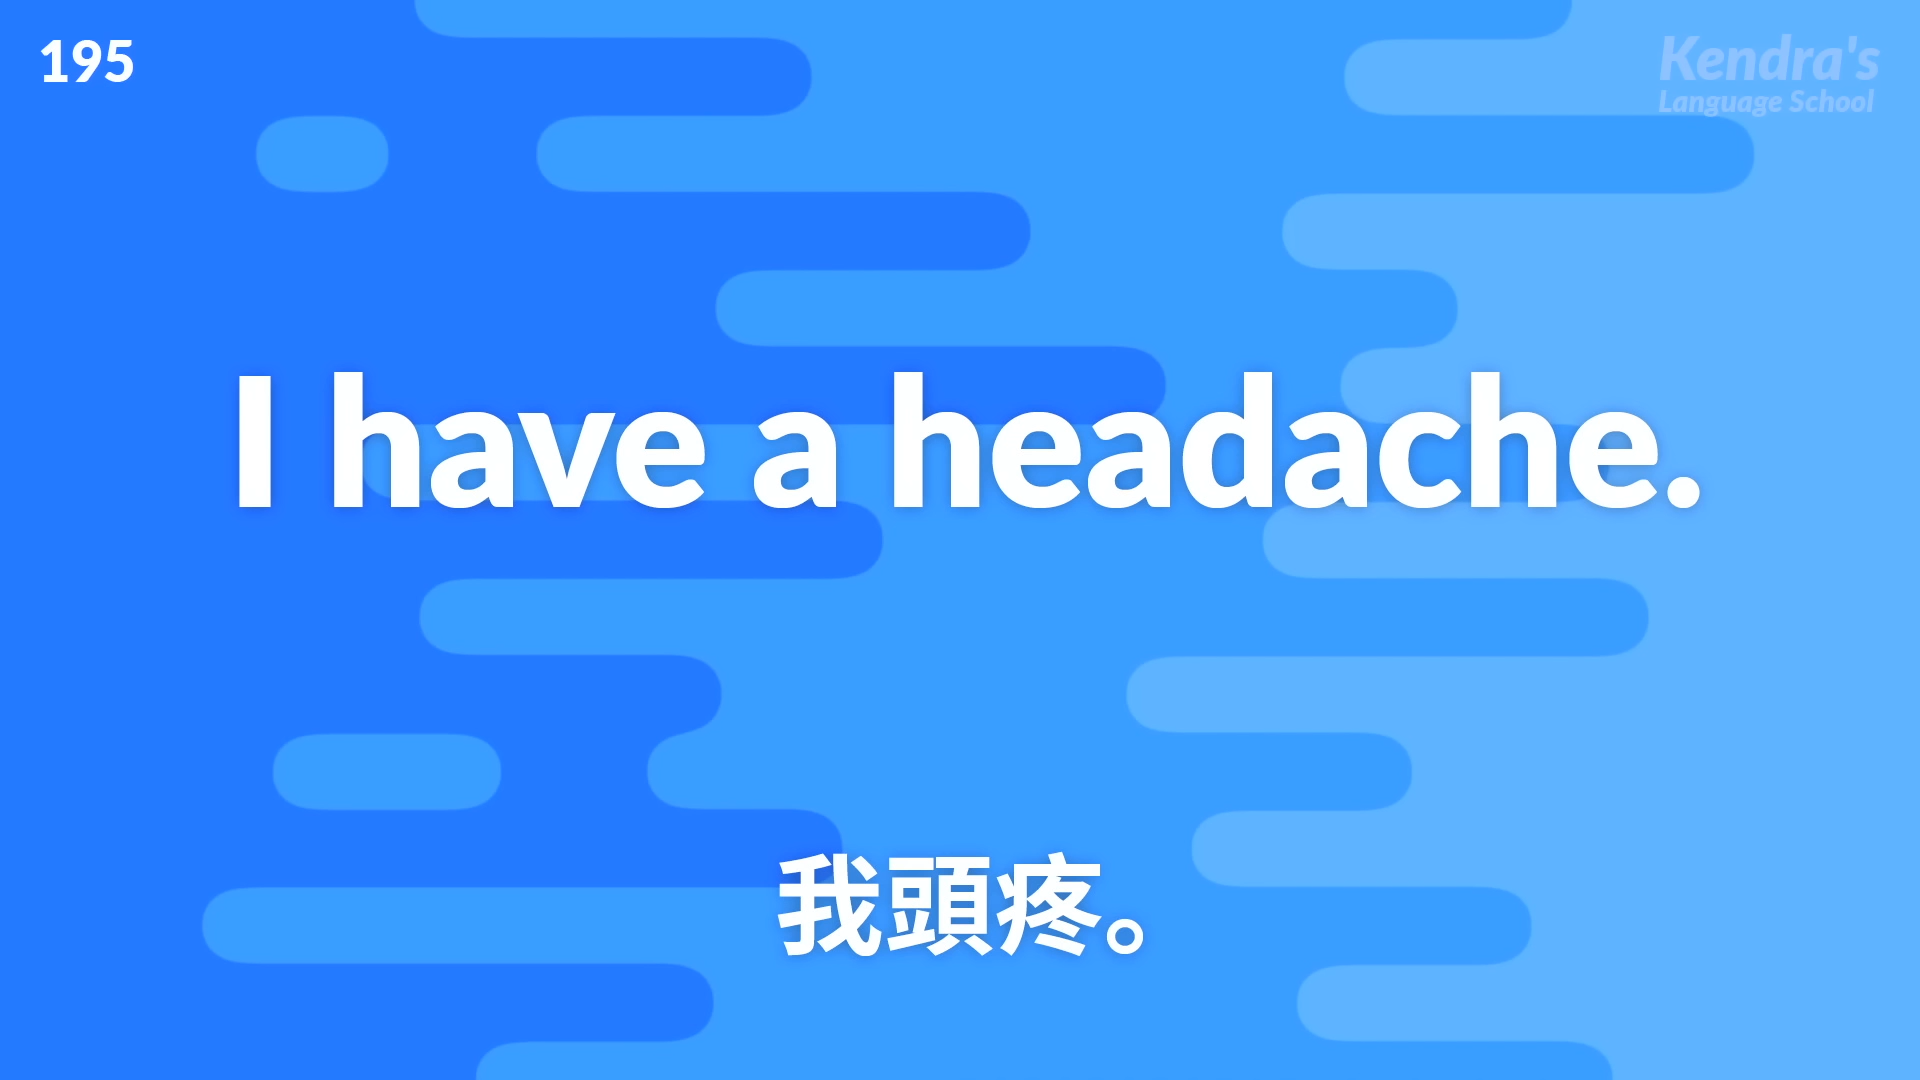 195
Kendra's
Language School
I have a headache.
我頭疼。